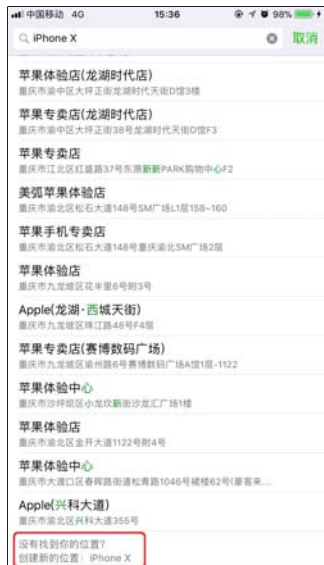 中国移动 4G 15:36 98%
iPhone X 取消
苹果体验店(龙湖时代店)
重庆市渝中区大坪正街龙湖时代天街D馆3楼
苹果专卖店(龙湖时代店)
重庆市渝中区大坪正街38号龙湖时代天街D馆F3
苹果专卖店
重庆市江北区红盛路37号东原新新PARK购物中心F2
美弧苹果体验店
重庆市渝北区松石大道148号SM广场L1层158-160
苹果手机专卖店
重庆市渝北区松石大道148号重庆渝北SM广场2层
苹果体验店
重庆市九龙坡区花半里6号附3号
Apple(龙湖·西城天街)
重庆市九龙坡区珠江路48号F4层
苹果专卖店(赛博数码广场)
重庆市九龙坡区渝州路6号赛博数码广场A馆1层-1122
苹果体验中心
重庆市沙坪坝区小龙坎新街沙龙汇广场1楼
苹果体验店
重庆市渝北区金开大道1122号附4号
苹果体验中心
重庆市大渡口区春晖路街道松青路1046号裙楼62号(豪客来...
Apple(兴科大道)
重庆市渝北区兴科大道355号
没有找到你的位置?
创建新的位置: iPhone X